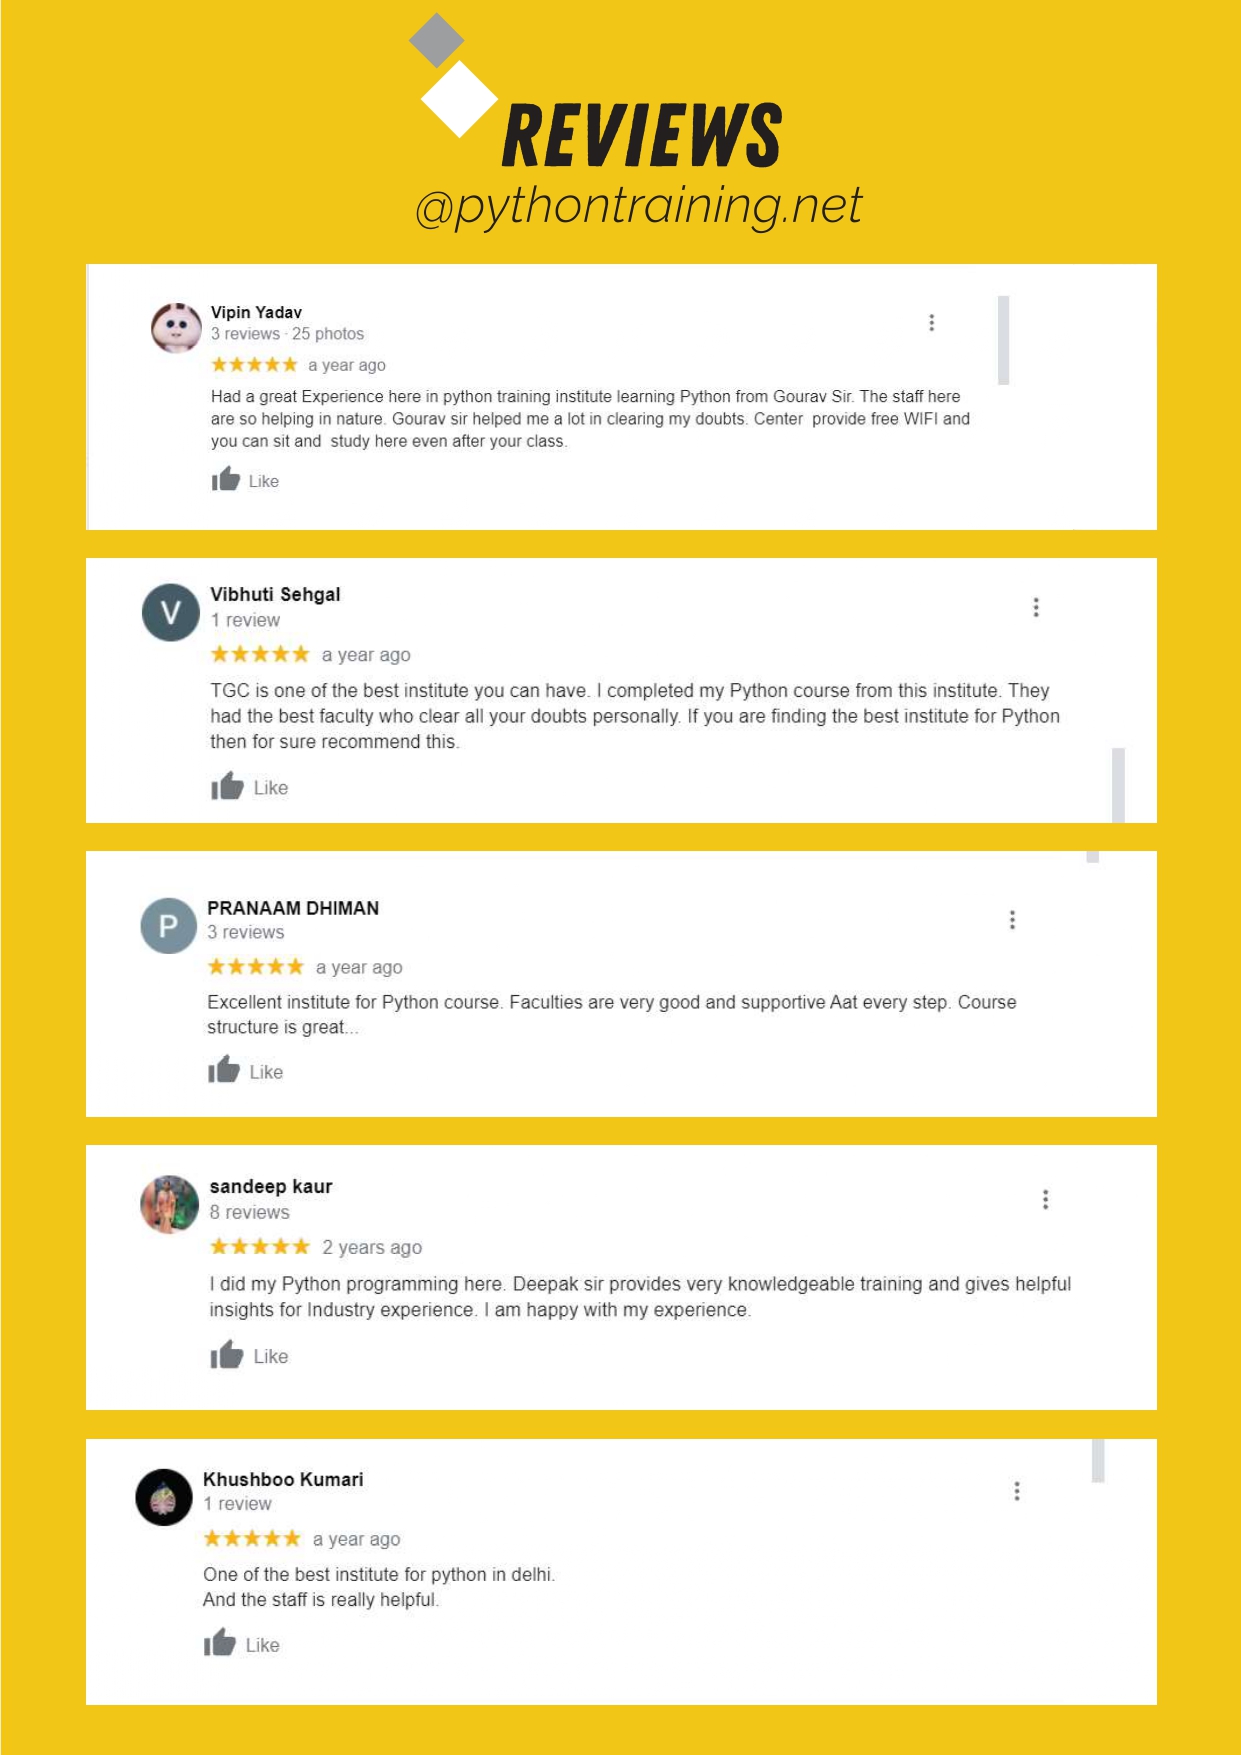 REVIEWS
@pythontraining.net
Vipin Yadav
3 reviews · 25 photos
a year ago
Had a great Experience here in python training institute learning Python from Gourav Sir. The staff here
are so helping in nature. Gourav sir helped me a lot in clearing my doubts. Center provide free WIFI and
you can sit and study here even after your class.
Like
V
Vibhuti Sehgal
1 review
a year ago
TGC is one of the best institute you can have. I completed my Python course from this institute. They
had the best faculty who clear all your doubts personally. If you are finding the best institute for Python
then for sure recommend this.
Like
P
PRANAAM DHIMAN
3 reviews
a year ago
Excellent institute for Python course. Faculties are very good and supportive Aat every step. Course
structure is great...
Like
sandeep kaur
8 reviews
2 years ago
I did my Python programming here. Deepak sir provides very knowledgeable training and gives helpful
insights for Industry experience. I am happy with my experience.
Like
Khushboo Kumari
1 review
a year ago
One of the best institute for python in delhi.
And the staff is really helpful.
Like